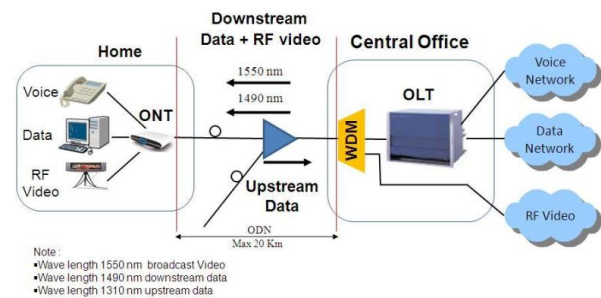 Downstream
Data + RF video
Home
Central Office
1550 nm
1490 nm
Voice
Data
RF
Video
ONT
WDM
OLT
Upstream
Data
Voice
Network
Data
Network
RF Video
ODN
Max 20 Km
Note :
▪Wave length 1550 nm broadcast Video
▪Wave length 1490 nm downstream data
▪Wave length 1310 nm upstream data